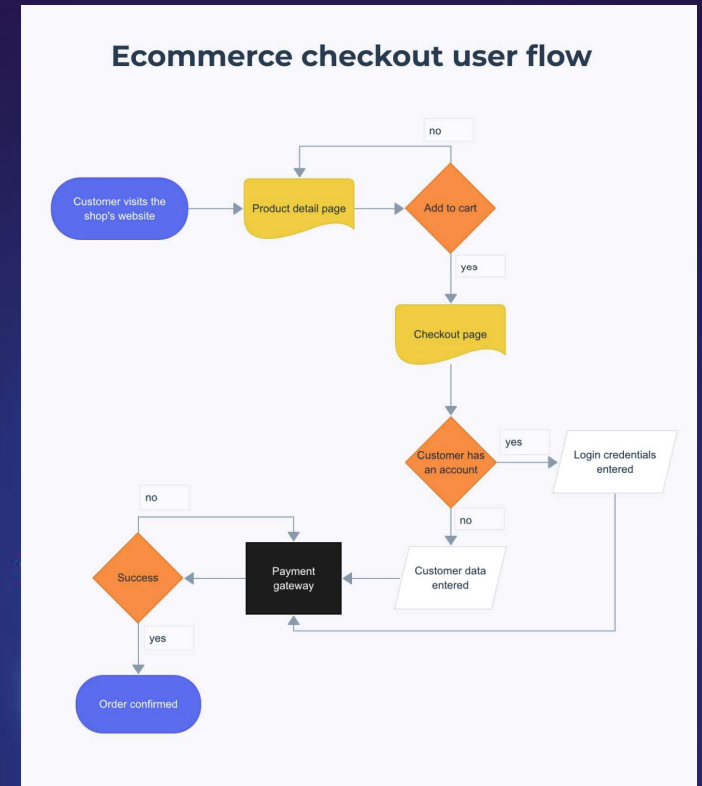 Ecommerce checkout user flow
no
Customer visits the
shop's website
Product detail page
Add to cart
yes
Checkout page
Customer has
an account
yes
Login credentials
entered
no
Customer data
entered
no
Payment
gateway
Success
yes
Order confirmed